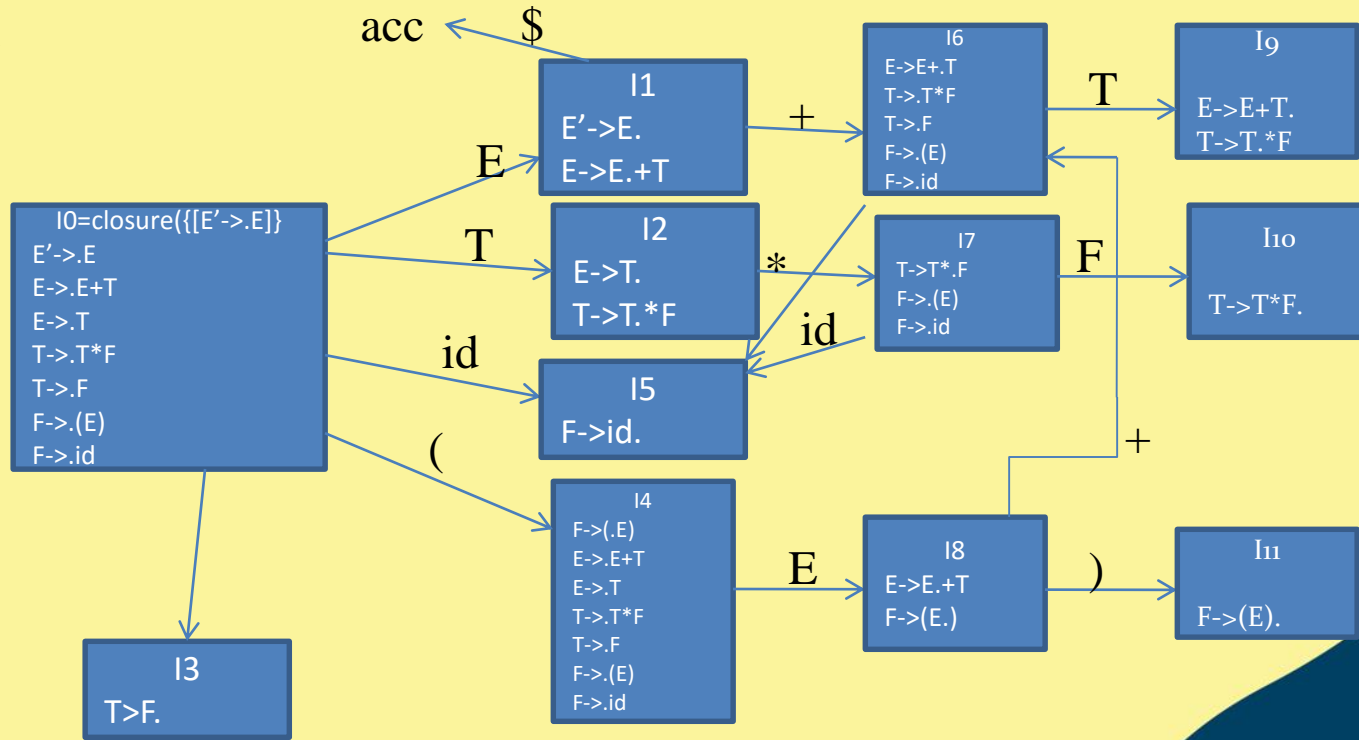 acc
$
I1
E’->E.
E->E.+T
+
I6
E->E+.T
T->.T*F
T->.F
F->.(E)
F->.id
T
I9
E->E+T.
T->T.*F
E
I0=closure({[E’->.E]}
E’->.E
E->.E+T
E->.T
T->.T*F
T->.F
F->.(E)
F->.id
T
I2
E->T.
T->T.*F
*
I7
T->T*.F
F->.(E)
F->.id
F
I10
T->T*F.
id
id
I5
F->id.
(
+
I4
F->(.E)
E->.E+T
E->.T
T->.T*F
T->.F
F->.(E)
F->.id
E
I8
E->E.+T
F->(E.)
)
I11
F->(E).
I3
T>F.